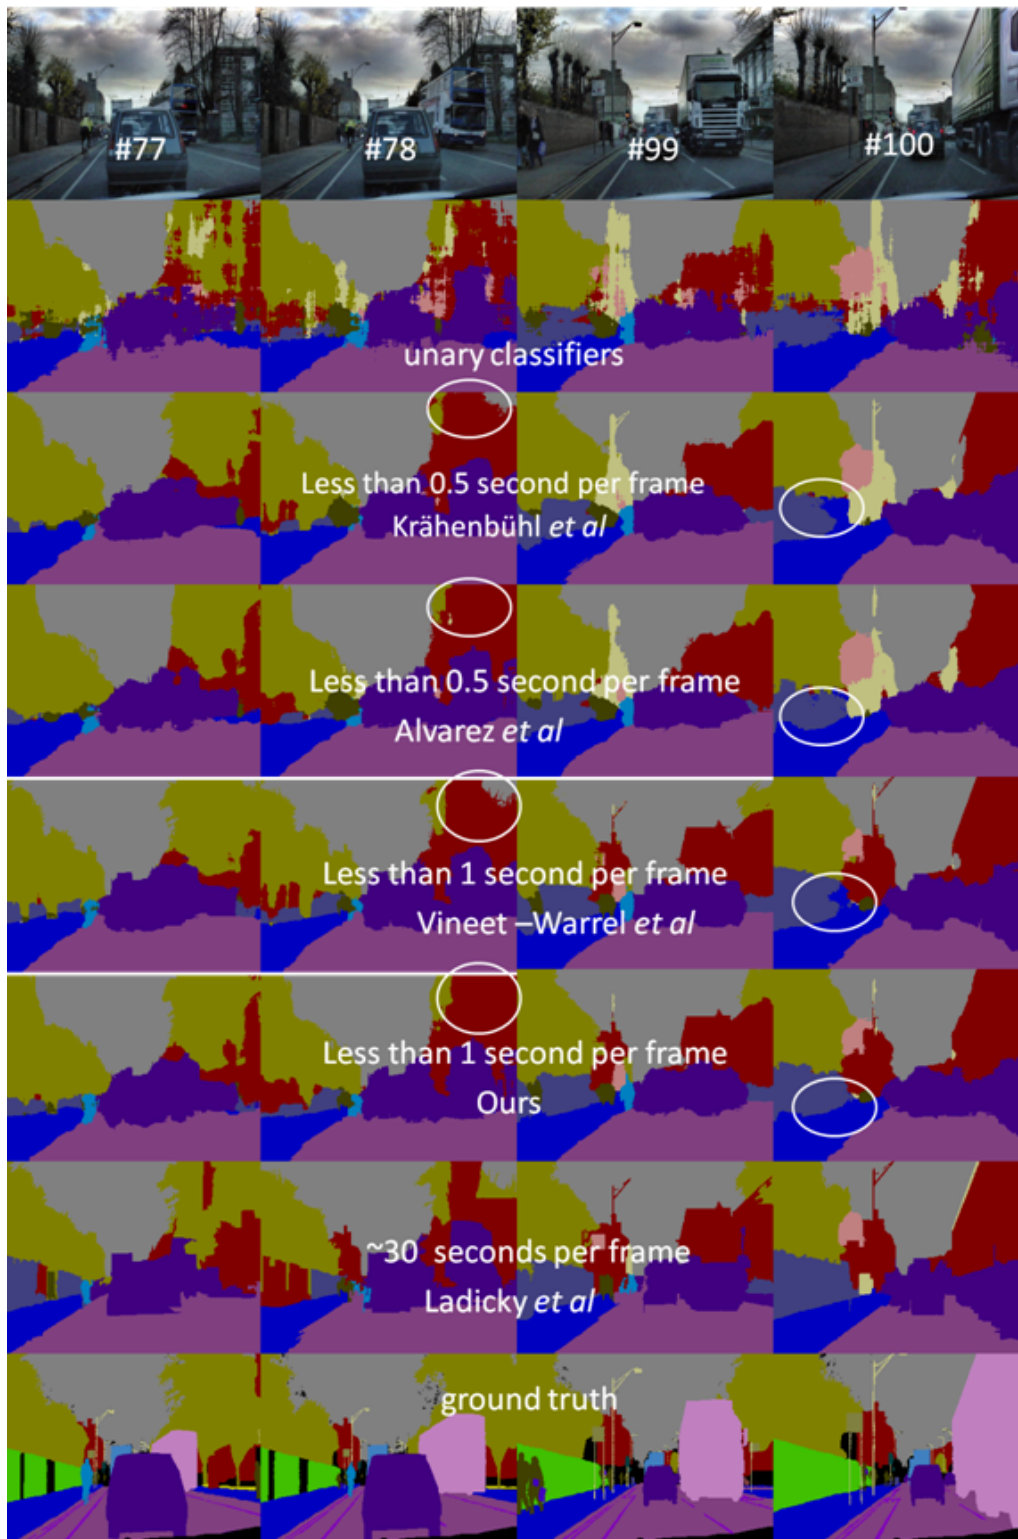 #77
#78
#99
#100
unary classifiers
Less than 0.5 second per frame
Krähenbühl et al
Less than 0.5 second per frame
Alvarez et al
Less than 1 second per frame
Vineet –Warrel et al
Less than 1 second per frame
Ours
~30 seconds per frame
Ladicky et al
ground truth